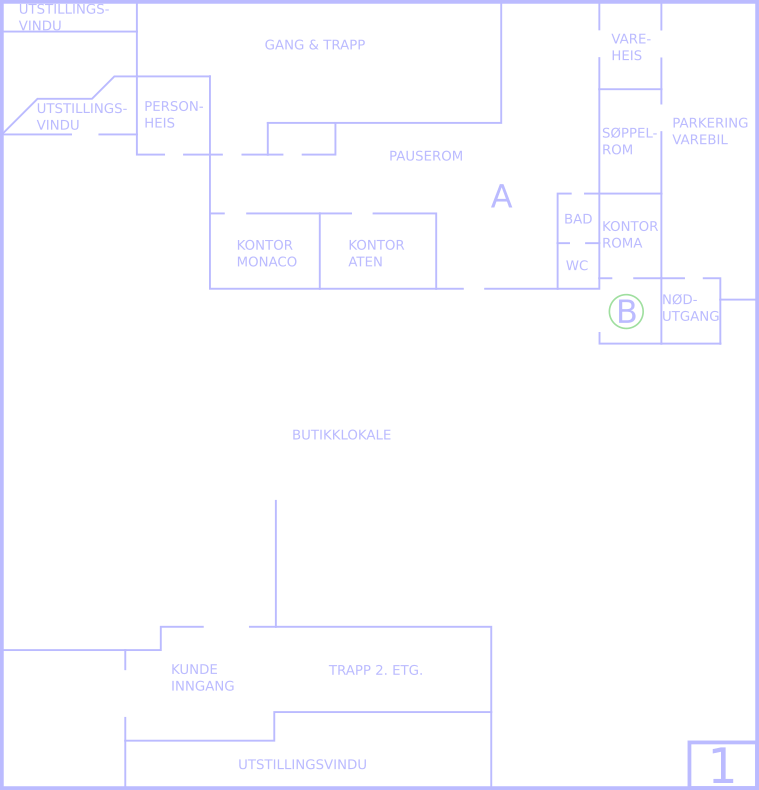 UTSTILLINGS-
VINDU
GANG & TRAPP
VARE-
HEIS
UTSTILLINGS-
VINDU
PERSON-
HEIS
PARKERING
VAREBIL
SØPPEL-
ROM
PAUSEROM
A
BAD
KONTOR
ROMA
KONTOR
MONACO
KONTOR
ATEN
WC
B
NØD-
UTGANG
BUTIKKLOKALE
KUNDE
INNGANG
TRAPP 2. ETG.
UTSTILLINGSVINDU
1